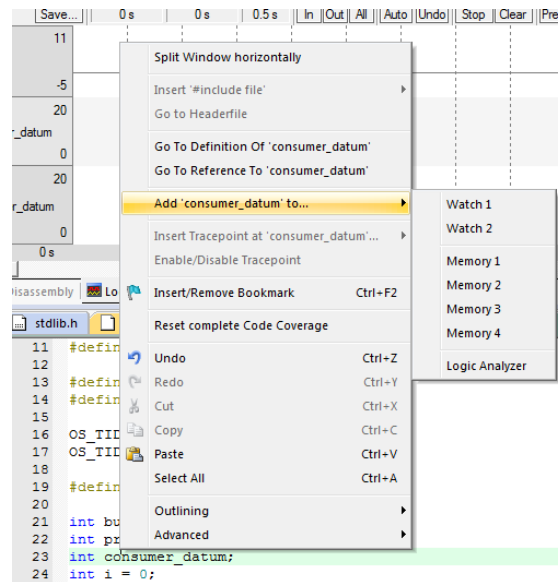 Save... 0 s 0 s 0.5 s In Out All Auto Undo Stop Clear Pre
11
-5
20
_datum
0
20
r_datum
0
0 s
Split Window horizontally
Insert '#include file'
Go to Headerfile
Go To Definition Of 'consumer_datum'
Go To Reference To 'consumer_datum'
Add 'consumer_datum' to...
Insert Tracepoint at 'consumer_datum'...
Enable/Disable Tracepoint
Insert/Remove Bookmark Ctrl+F2
Reset complete Code Coverage
Undo Ctrl+Z
Redo Ctrl+Y
Cut Ctrl+X
Copy Ctrl+C
Paste Ctrl+V
Select All Ctrl+A
Outlining
Advanced
Watch 1
Watch 2
Memory 1
Memory 2
Memory 3
Memory 4
Logic Analyzer
isassembly Lo
stdlib.h
11 #defin
12
13 #defin
14 #defin
15
16 OS_TID
17 OS_TID
18
19 #defin
20
21 int bu
22 int pr
23 int consumer_datum;
24 int i = 0;